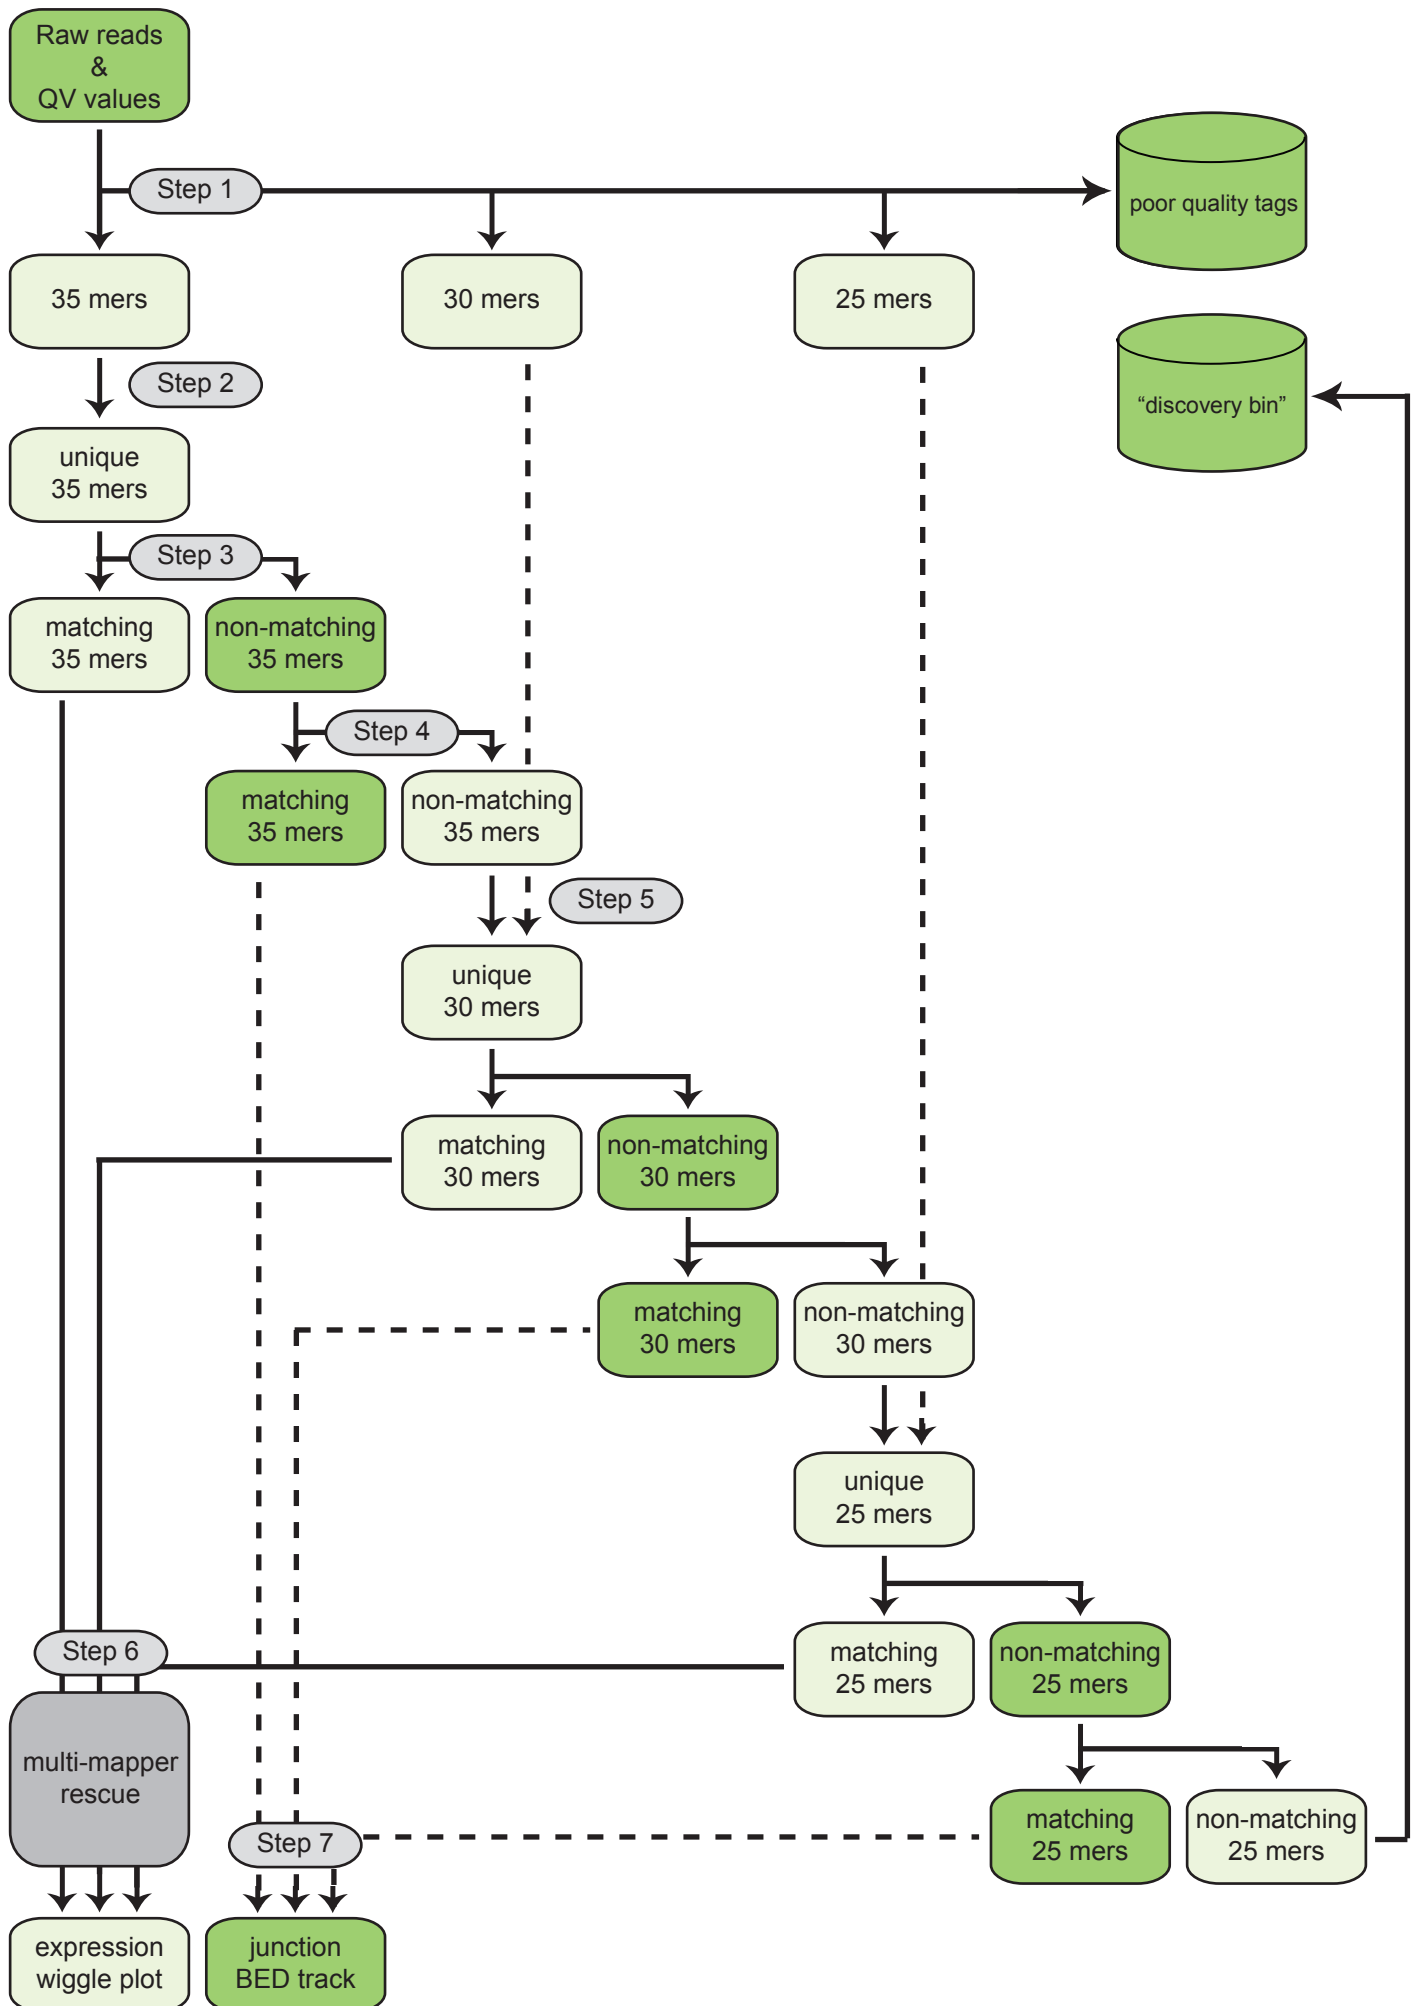 Raw reads
&
QV values
Step 1
poor quality tags
35 mers
30 mers
25 mers
Step 2
“discovery bin”
unique
35 mers
Step 3
matching
35 mers
non-matching
35 mers
Step 4
matching
35 mers
non-matching
35 mers
Step 5
unique
30 mers
matching
30 mers
non-matching
30 mers
matching
30 mers
non-matching
30 mers
unique
25 mers
Step 6
matching
25 mers
non-matching
25 mers
multi-mapper
rescue
Step 7
matching
25 mers
non-matching
25 mers
expression
wiggle plot
junction
BED track